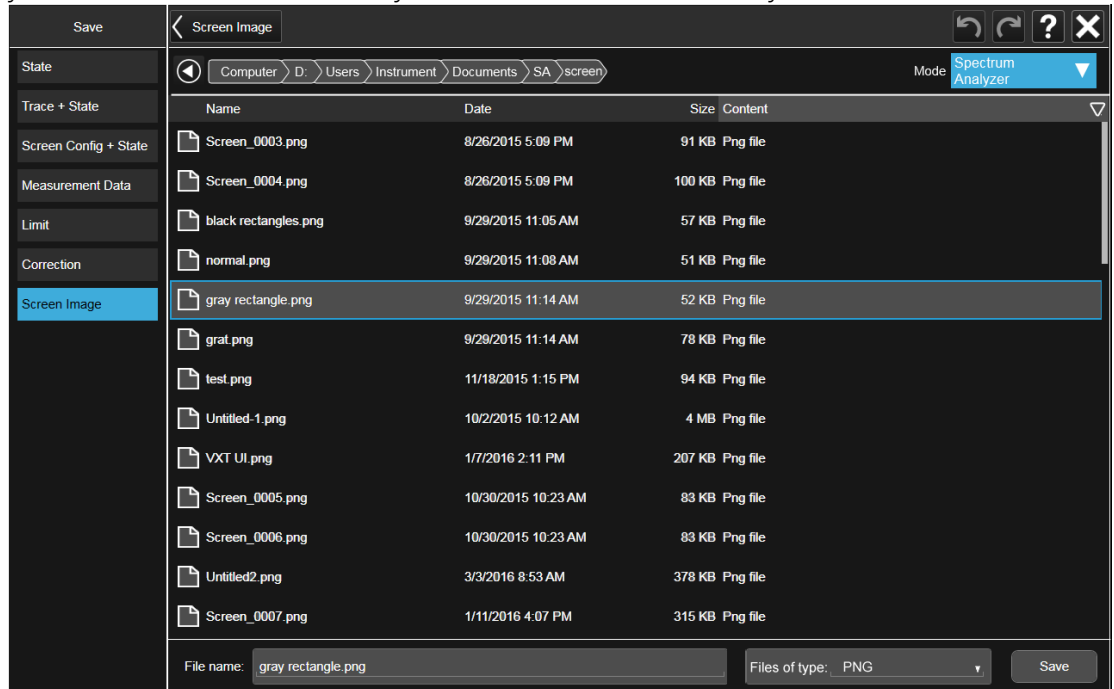 Save
Screen Image
?
State
Trace + State
Screen Config + State
Measurement Data
Limit
Correction
Screen Image
Computer D: Users Instrument Documents SA screen
Mode Spectrum
Analyzer
Name Date Size Content
Screen_0003.png 8/26/2015 5:09 PM 91 KB Png file
Screen_0004.png 8/26/2015 5:09 PM 100 KB Png file
black rectangles.png 9/29/2015 11:05 AM 57 KB Png file
normal.png 9/29/2015 11:08 AM 51 KB Png file
gray rectangle.png 9/29/2015 11:14 AM 52 KB Png file
grat.png 9/29/2015 11:14 AM 78 KB Png file
test.png 11/18/2015 1:15 PM 94 KB Png file
Untitled-1.png 10/2/2015 10:12 AM 4 MB Png file
VXT UI.png 1/7/2016 2:11 PM 207 KB Png file
Screen_0005.png 10/30/2015 10:23 AM 83 KB Png file
Screen_0006.png 10/30/2015 10:23 AM 83 KB Png file
Untitled2.png 3/3/2016 8:53 AM 378 KB Png file
Screen_0007.png 1/11/2016 4:07 PM 315 KB Png file
File name: gray rectangle.png Files of type: PNG Save